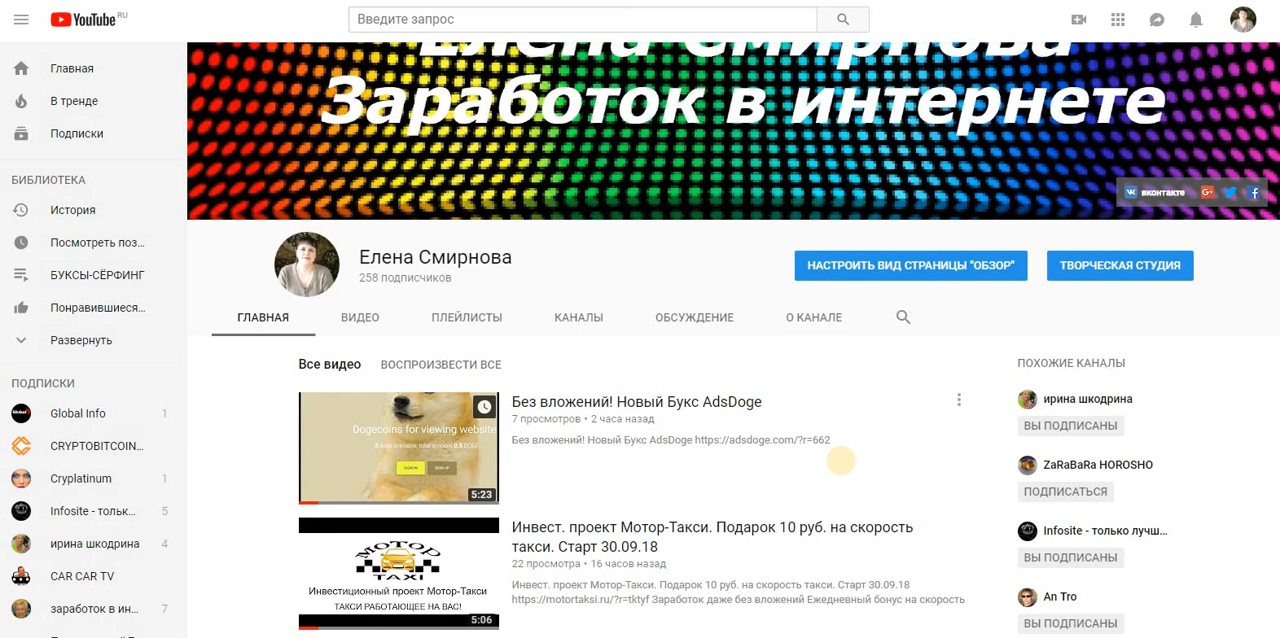 YouTube RU
Введите запрос
Главная
В тренде
Подписки
БИБЛИОТЕКА
История
Посмотреть поз...
БУКСЫ-СЁРФИНГ
Понравившиеся...
Развернуть
ПОДПИСКИ
Global Info 1
CRYPTOBITCOIN...
Cryplatinum 1
Infosite - тольк... 5
ирина шкодрина 4
CAR CAR TV
заработок в ин... 7
Елена Смирнова
Заработок в интернете
вконтакте
Елена Смирнова
258 подписчиков
НАСТРОИТЬ ВИД СТРАНИЦЫ "ОБЗОР"
ТВОРЧЕСКАЯ СТУДИЯ
ГЛАВНАЯ
ВИДЕО
ПЛЕЙЛИСТЫ
КАНАЛЫ
ОБСУЖДЕНИЕ
О КАНАЛЕ
Все видео
ВОСПРОИЗВЕСТИ ВСЕ
Dogecoins for viewing website
SIGN IN
SIGN UP
5:23
Без вложений! Новый Букс AdsDoge
7 просмотров • 2 часа назад
Без вложений! Новый Букс AdsDoge https://adsdoge.com/?r=662
МОТОР
TAXI
Инвестиционный проект Мотор-Такси
ТАКСИ РАБОТАЮЩЕЕ НА ВАС!
5:06
Инвест. проект Мотор-Такси. Подарок 10 руб. на скорость
такси. Старт 30.09.18
22 просмотра • 16 часов назад
Инвест. проект Мотор-Такси. Подарок 10 руб. на скорость такси. Старт 30.09.18
https://motortaksi.ru/?r=tktyf Заработок даже без вложений Ежедневный бонус на скорость
ПОХОЖИЕ КАНАЛЫ
ирина шкодрина
ВЫ ПОДПИСАНЫ
ZaRaBaRa HOROSHO
ПОДПИСАТЬСЯ
Infosite - только лучш...
ВЫ ПОДПИСАНЫ
An Tro
ВЫ ПОДПИСАНЫ